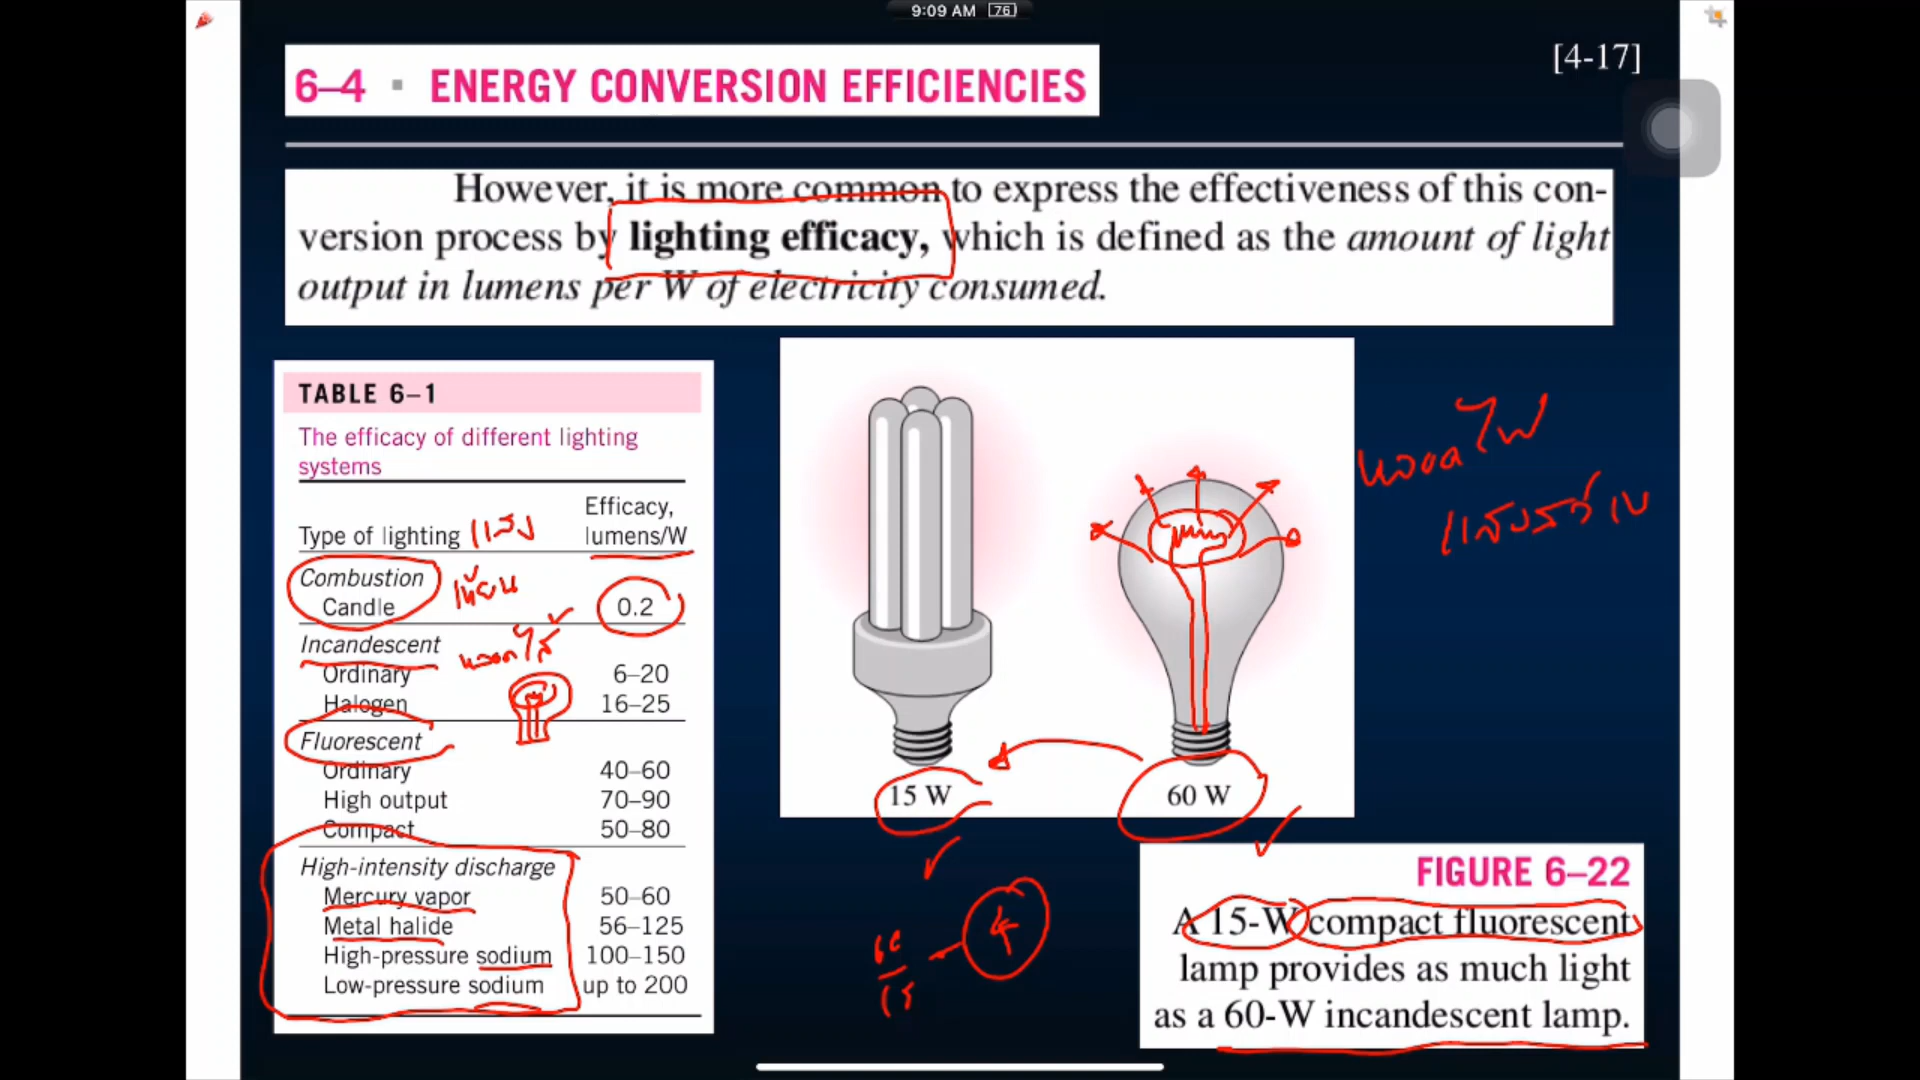 9:09 AM 76
[4-17]
6–4 ▪ ENERGY CONVERSION EFFICIENCIES
However, it is more common to express the effectiveness of this con-
version process by lighting efficacy, which is defined as the amount of light
output in lumens per W of electricity consumed.
TABLE 6–1
The efficacy of different lighting
systems
Efficacy,
Type of lighting แสง lumens/W
Combustion
Candle เทียน 0.2
Incandescent หลอดไส้
Ordinary 6–20
Halogen 16–25
Fluorescent
Ordinary 40–60
High output 70–90
Compact 50–80
High-intensity discharge
Mercury vapor 50–60
Metal halide 56–125
High-pressure sodium 100–150
Low-pressure sodium up to 200
15 W
60 W
หลอดไฟ
60
15
4
FIGURE 6–22
A 15-W compact fluorescent
lamp provides as much light
as a 60-W incandescent lamp.